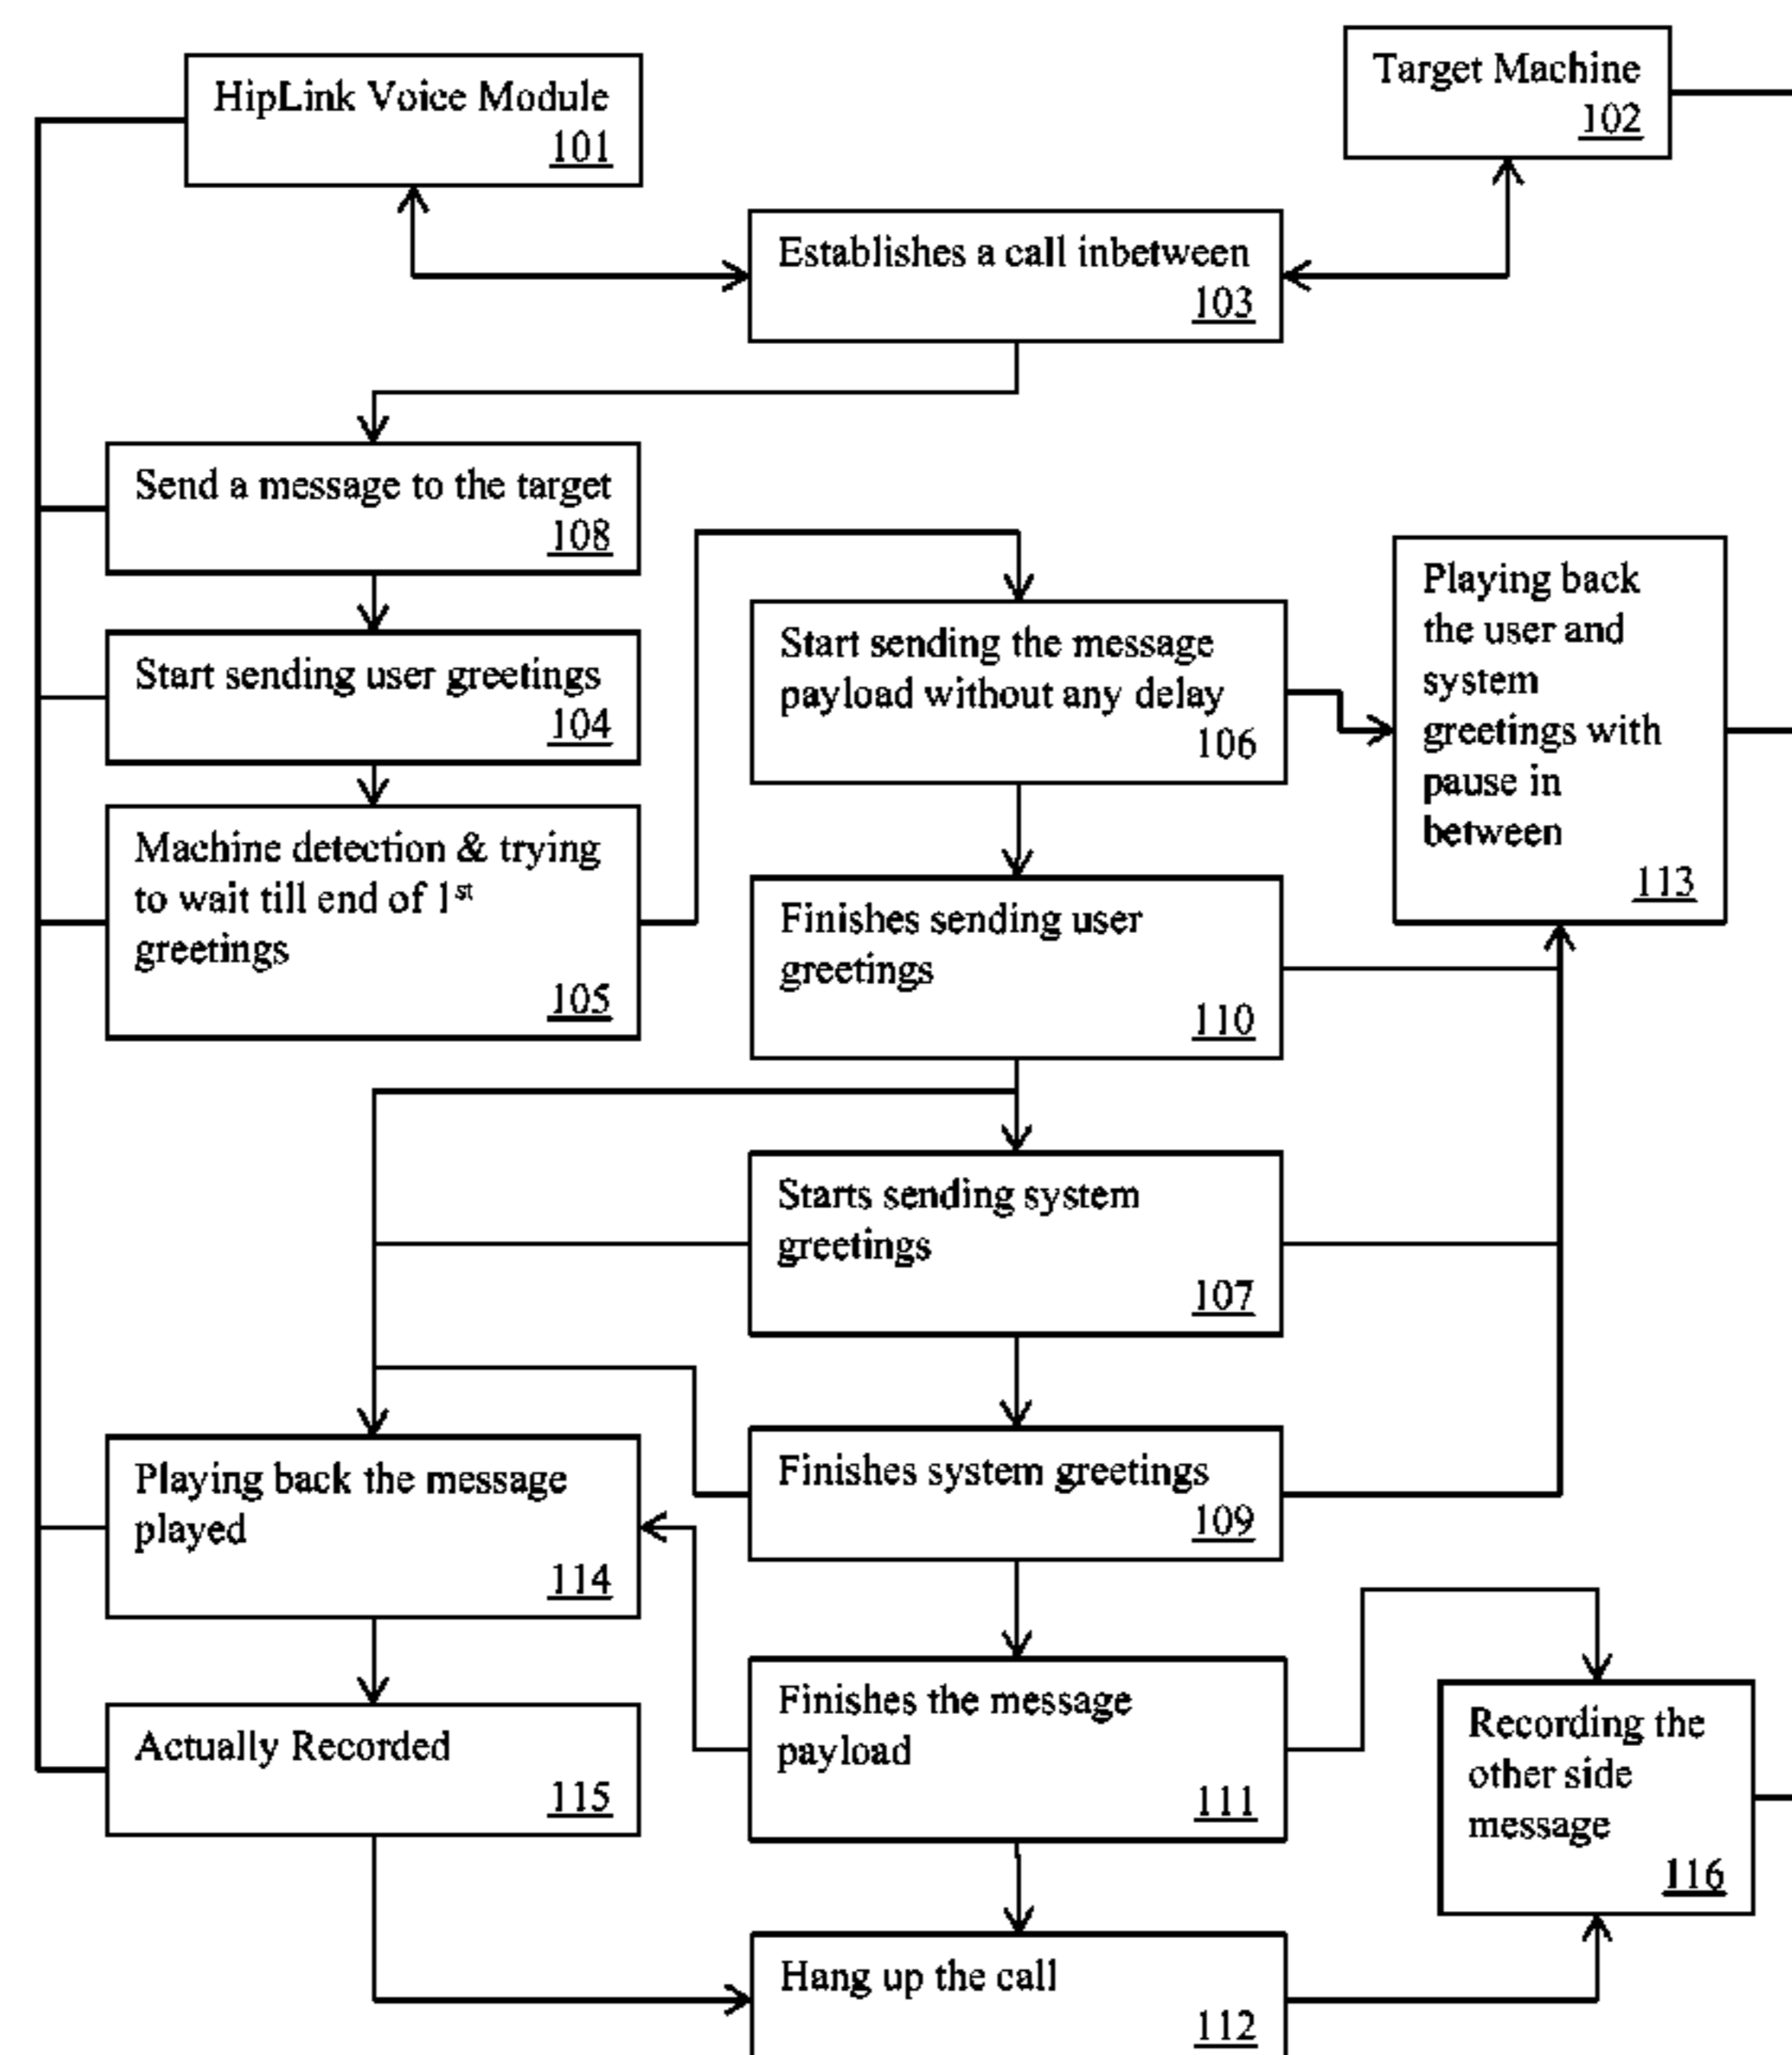 HipLink Voice Module
101
Target Machine
102
Establishes a call inbetween
103
Send a message to the target
108
Start sending user greetings
104
Machine detection & trying
to wait till end of 1st
greetings
105
Start sending the message
payload without any delay
106
Playing back
the user and
system
greetings with
pause in
between
113
Finishes sending user
greetings
110
Starts sending system
greetings
107
Finishes system greetings
109
Playing back the message
played
114
Finishes the message
payload
111
Actually Recorded
115
Recording the
other side
message
116
Hang up the call
112